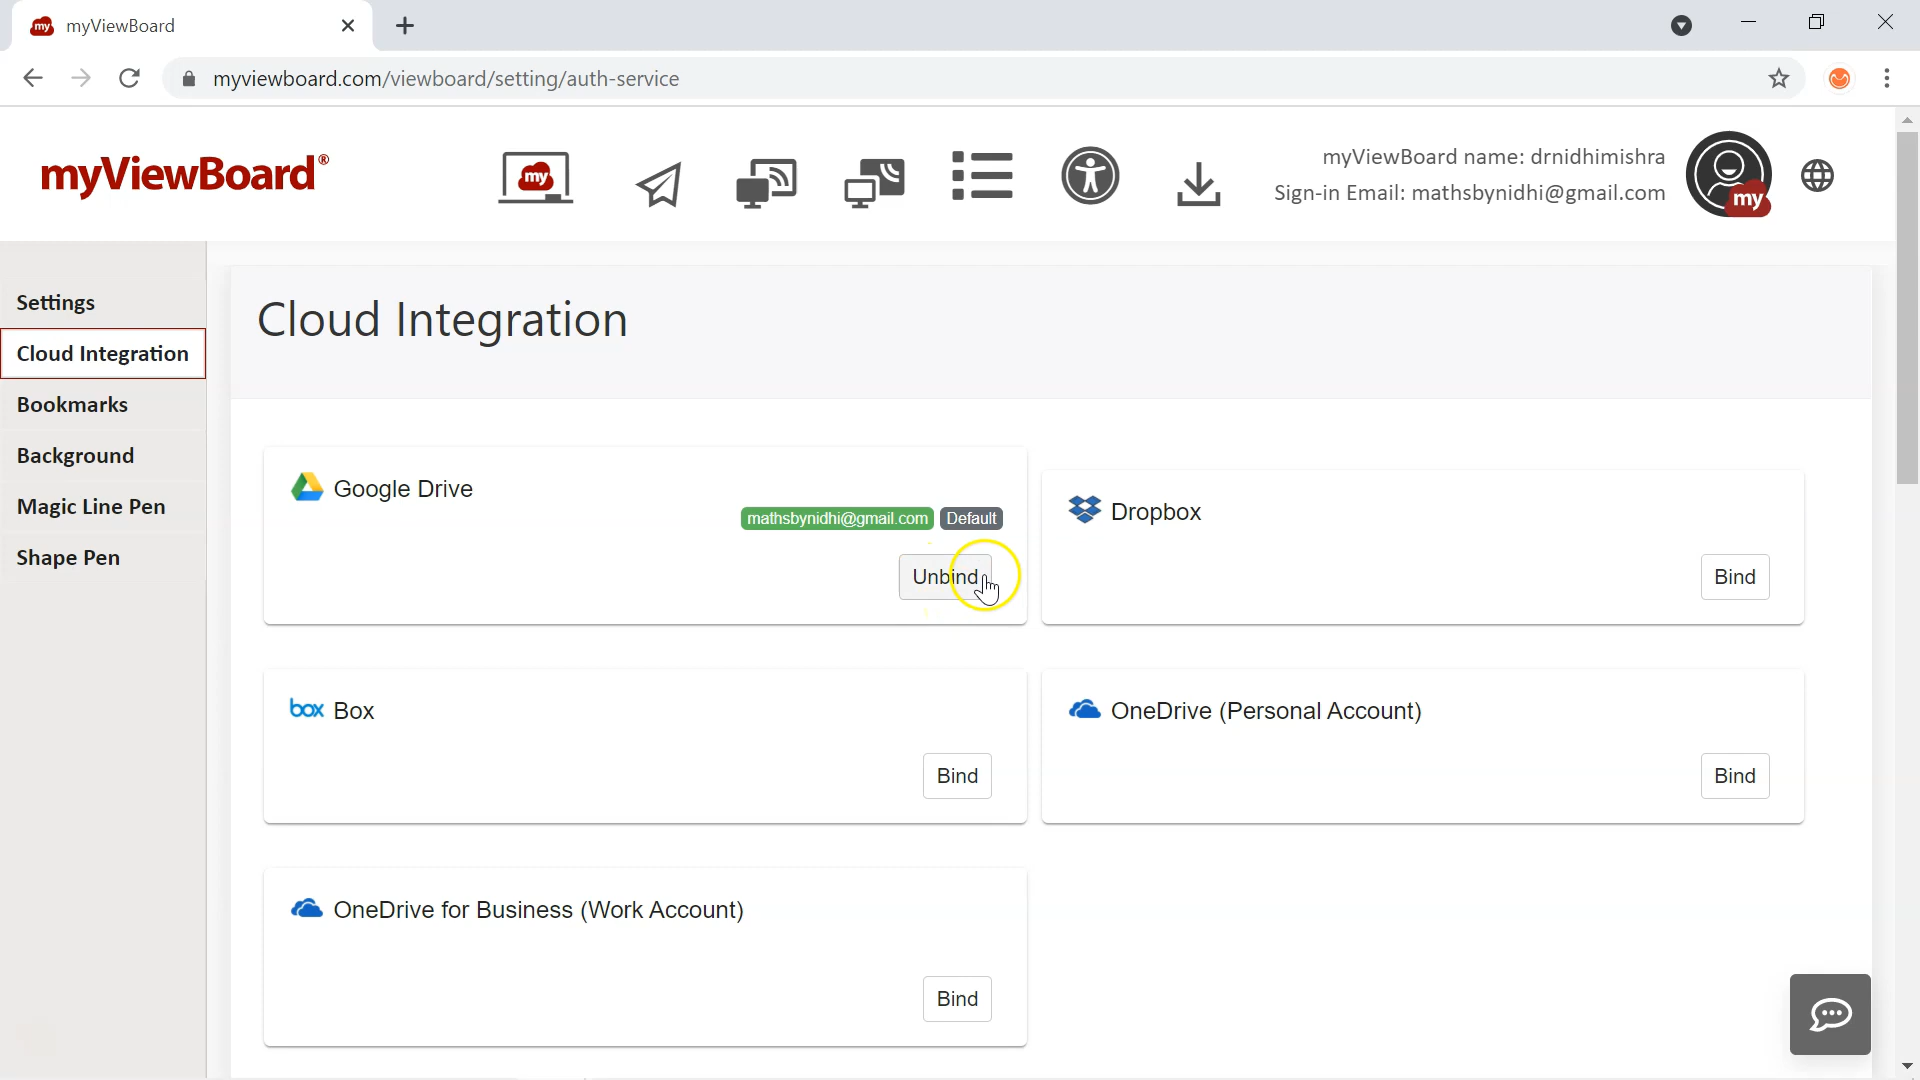 my myViewBoard
myviewboard.com/viewboard/setting/auth-service
myViewBoard®
my
myViewBoard name: drnidhimishra
Sign-in Email: mathsbynidhi@gmail.com
my
Settings
Cloud Integration
Bookmarks
Background
Magic Line Pen
Shape Pen
Cloud Integration
Google Drive
mathsbynidhi@gmail.com Default
Unbind
Dropbox
Bind
box Box
Bind
OneDrive (Personal Account)
Bind
OneDrive for Business (Work Account)
Bind